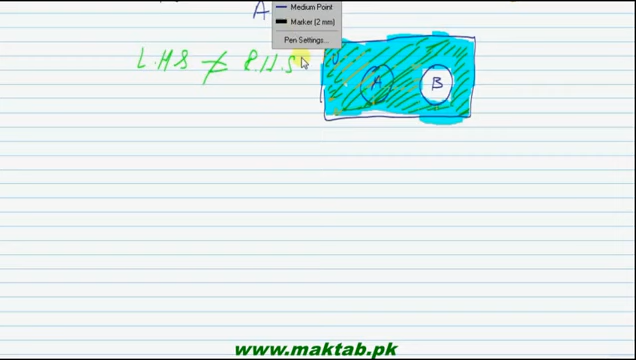 A
Medium Point
Marker (2 mm)
Pen Settings...
L.H.S ≠ R.H.S
U
A
B
www.maktab.pk